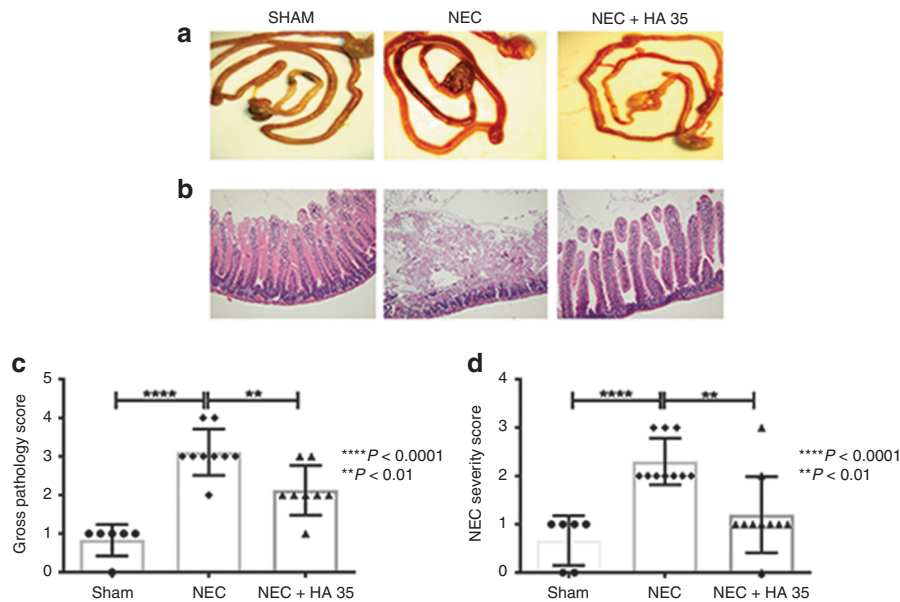 SHAM NEC NEC + HA 35
a
b
c
5
4
3
2
1
0
Gross pathology score
**** **
****P < 0.0001
**P < 0.01
Sham NEC NEC + HA 35
d
4
3
2
1
0
NEC severity score
**** **
****P < 0.0001
**P < 0.01
Sham NEC NEC + HA 35